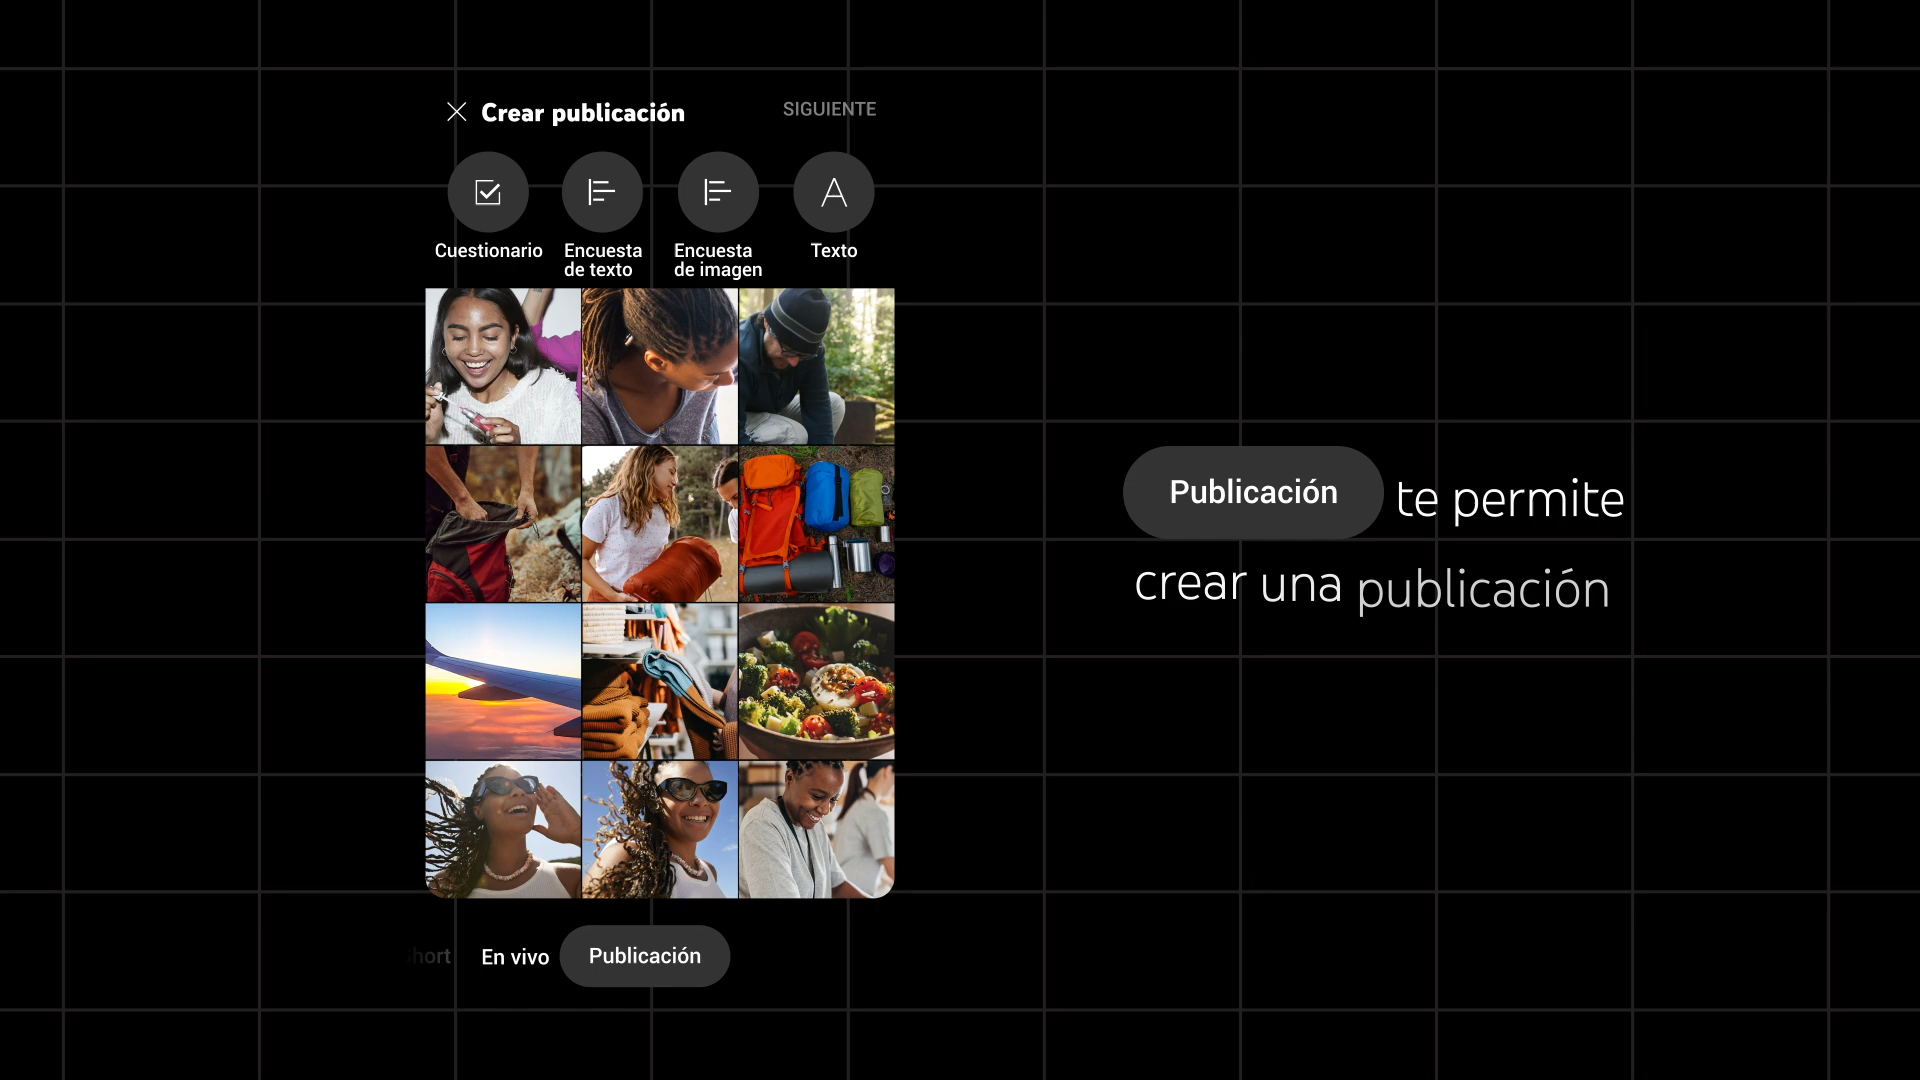 Crear publicación
SIGUIENTE
Cuestionario
Encuesta
de texto
Encuesta
de imagen
Texto
Publicación te permite
crear una publicación
hort En vivo Publicación